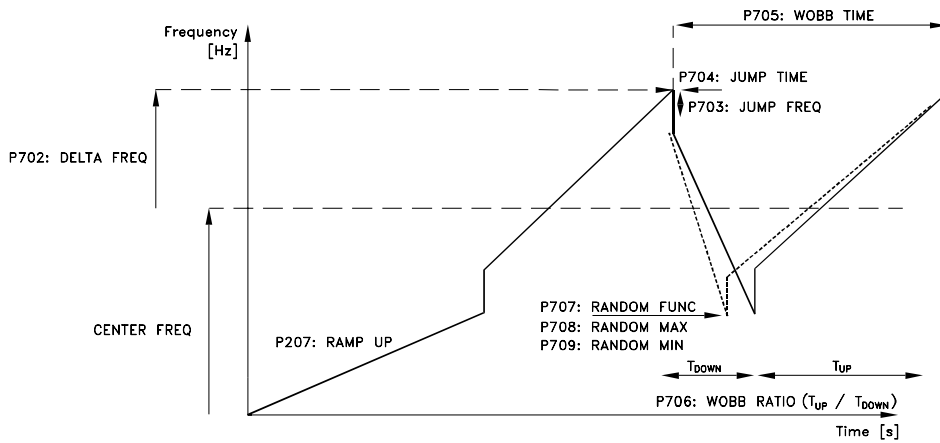 P705: WOBB TIME
Frequency
[Hz]
P704: JUMP TIME
P703: JUMP FREQ
P702: DELTA FREQ
CENTER FREQ
P207: RAMP UP
P707: RANDOM FUNC
P708: RANDOM MAX
P709: RANDOM MIN
TDOWN
TUP
P706: WOBB RATIO (TUP / TDOWN)
Time [s]